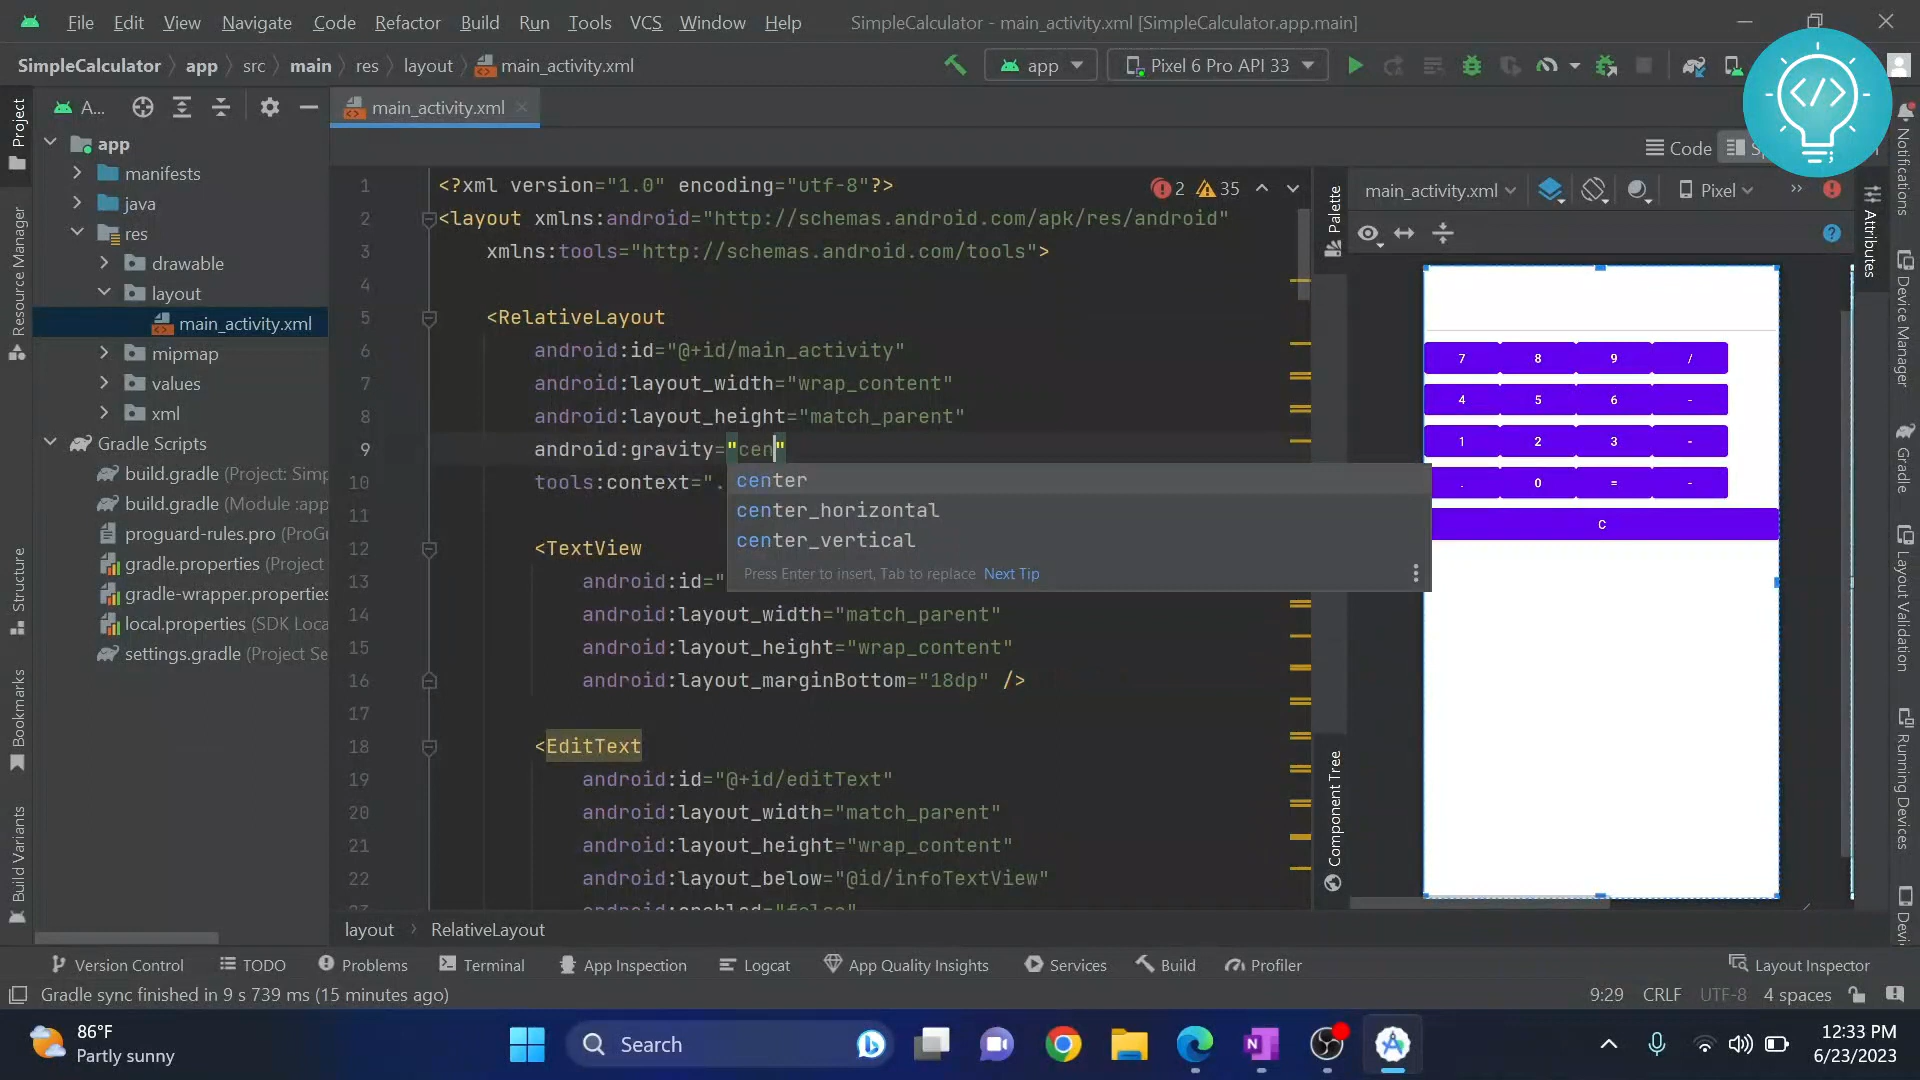 File Edit View Navigate Code Refactor Build Run Tools VCS Window Help SimpleCalculator - main_activity.xml [SimpleCalculator.app.main]
SimpleCalculator app src main res layout main_activity.xml app Pixel 6 Pro API 33
Project
Resource Manager
Structure
Bookmarks
Build Variants
A...
app
manifests
java
res
drawable
layout
main_activity.xml
mipmap
values
xml
Gradle Scripts
build.gradle (Project: Simp
build.gradle (Module :app
proguard-rules.pro (ProGu
gradle.properties (Project
gradle-wrapper.properties
local.properties (SDK Loca
settings.gradle (Project Se
main_activity.xml
Code
2 35
1 <?xml version="1.0" encoding="utf-8"?>
2 <layout xmlns:android="http://schemas.android.com/apk/res/android"
3 xmlns:tools="http://schemas.android.com/tools">
4
5 <RelativeLayout
6 android:id="@+id/main_activity"
7 android:layout_width="wrap_content"
8 android:layout_height="match_parent"
9 android:gravity="cen"
10 tools:context=".
11
12 <TextView
13 android:id="
14 android:layout_width="match_parent"
15 android:layout_height="wrap_content"
16 android:layout_marginBottom="18dp" />
17
18 <EditText
19 android:id="@+id/editText"
20 android:layout_width="match_parent"
21 android:layout_height="wrap_content"
22 android:layout_below="@id/infoTextView"
center
center_horizontal
center_vertical
Press Enter to insert, Tab to replace Next Tip
layout RelativeLayout
Palette
Component Tree
main_activity.xml Pixel
7 8 9 /
4 5 6 -
1 2 3 -
. 0 = -
C
</>
Attributes
Notifications
Device Manager
Gradle
Layout Validation
Running Devices
Version Control TODO Problems Terminal App Inspection Logcat App Quality Insights Services Build Profiler Layout Inspector
Gradle sync finished in 9 s 739 ms (15 minutes ago) 9:29 CRLF UTF-8 4 spaces
86°F
Partly sunny
Search
12:33 PM
6/23/2023